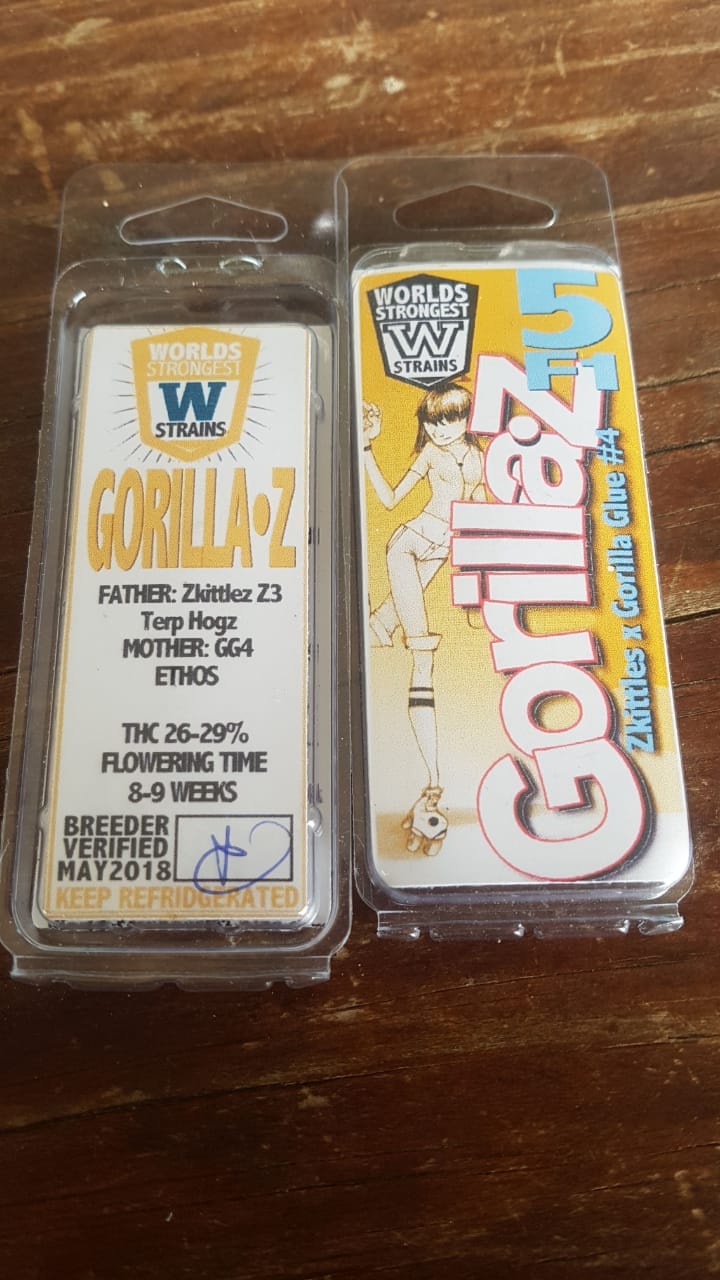 WORLDS
STRONGEST
W
STRAINS
GORILLA•Z
FATHER: Zkittlez Z3
Terp Hogz
MOTHER: GG4
ETHOS
THC 26-29%
FLOWERING TIME
8-9 WEEKS
BREEDER
VERIFIED
MAY2018
KEEP REFRIDGERATED
WORLDS
STRONGEST
W
STRAINS
5
F1
Gorilla•Z
Zkittles x Gorilla Glue #4